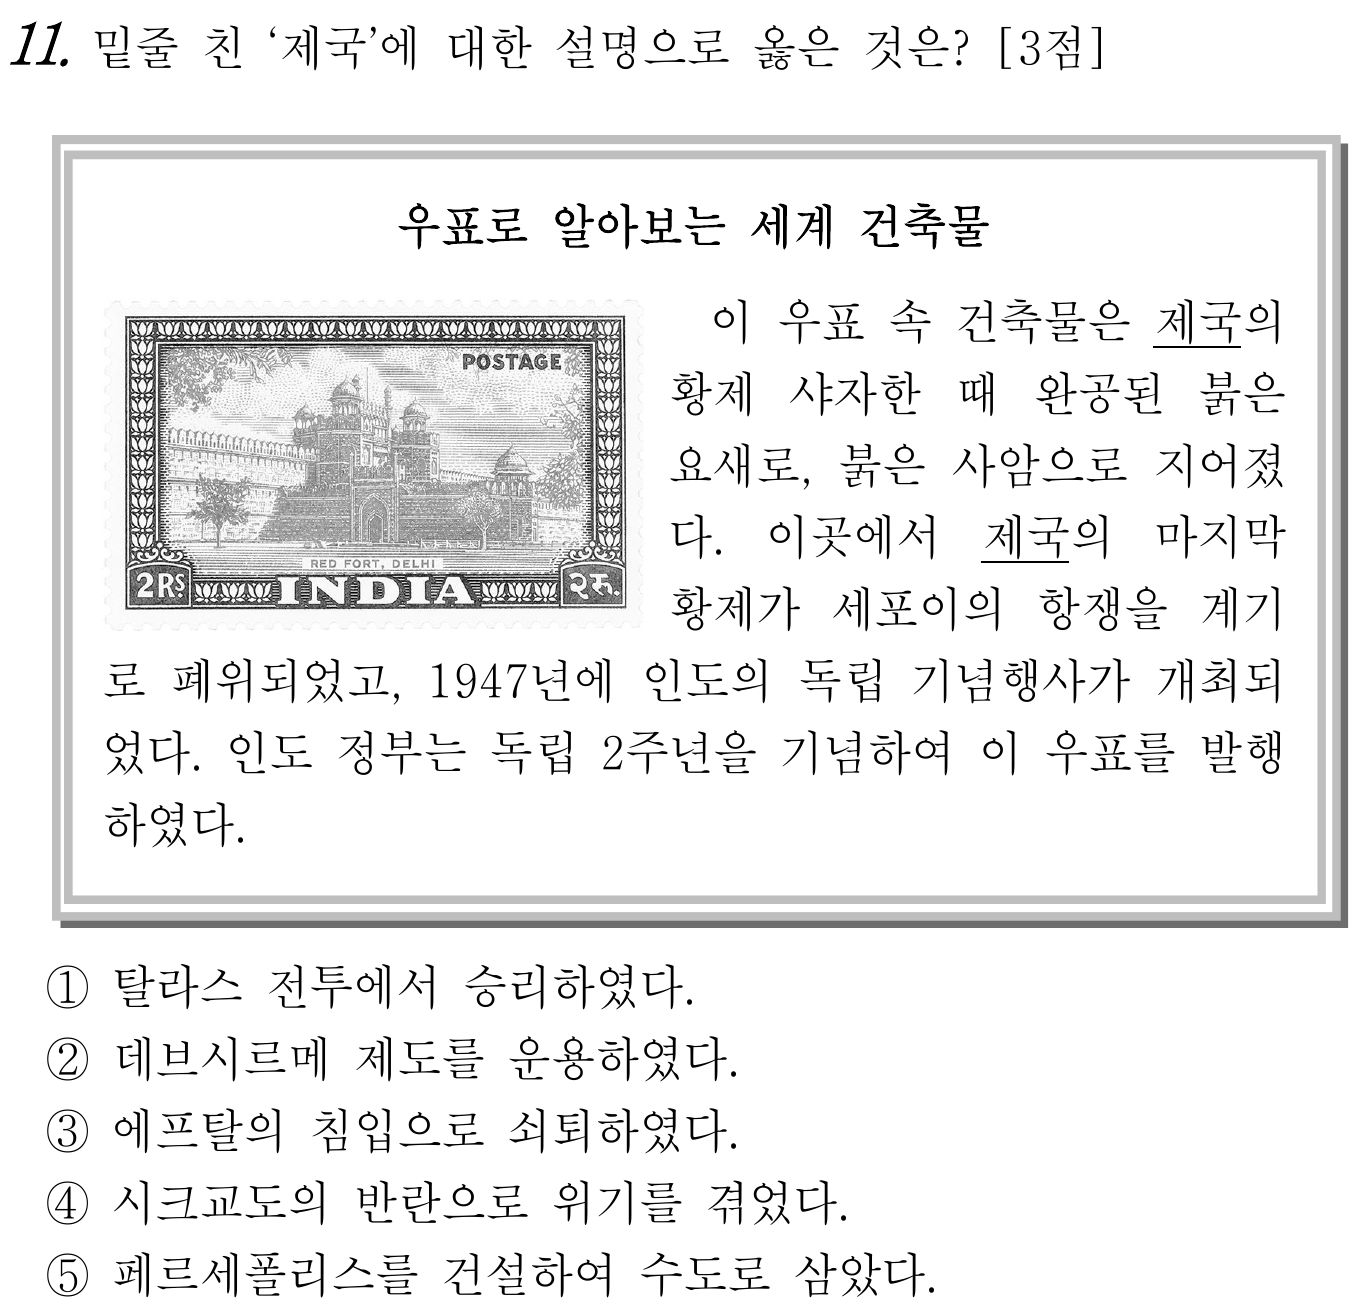 11. 밑줄 친 ‘제국’에 대한 설명으로 옳은 것은? [3점]
우표로 알아보는 세계 건축물
POSTAGE
RED FORT, DELHI
2Rs
INDIA
२रू.
이 우표 속 건축물은 제국의
황제 샤자한 때 완공된 붉은
요새로, 붉은 사암으로 지어졌
다. 이곳에서 제국의 마지막
황제가 세포이의 항쟁을 계기
로 폐위되었고, 1947년에 인도의 독립 기념행사가 개최되
었다. 인도 정부는 독립 2주년을 기념하여 이 우표를 발행
하였다.
① 탈라스 전투에서 승리하였다.
② 데브시르메 제도를 운용하였다.
③ 에프탈의 침입으로 쇠퇴하였다.
④ 시크교도의 반란으로 위기를 겪었다.
⑤ 페르세폴리스를 건설하여 수도로 삼았다.